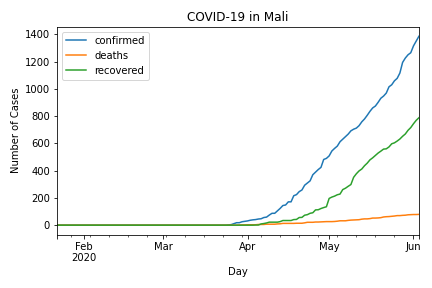 COVID-19 in Mali
confirmed
deaths
recovered
Number of Cases
1400
1200
1000
800
600
400
200
0
Feb
2020
Mar
Apr
May
Jun
Day